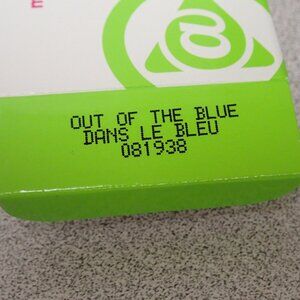 OUT OF THE BLUE
DANS LE BLEU
081938